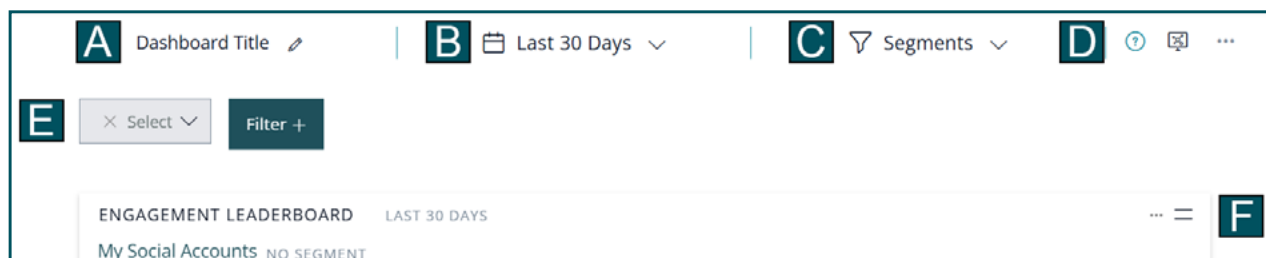 A Dashboard Title B Last 30 Days C Segments D ? ...
E × Select Filter +
ENGAGEMENT LEADERBOARD LAST 30 DAYS ... F
My Social Accounts NO SEGMENT